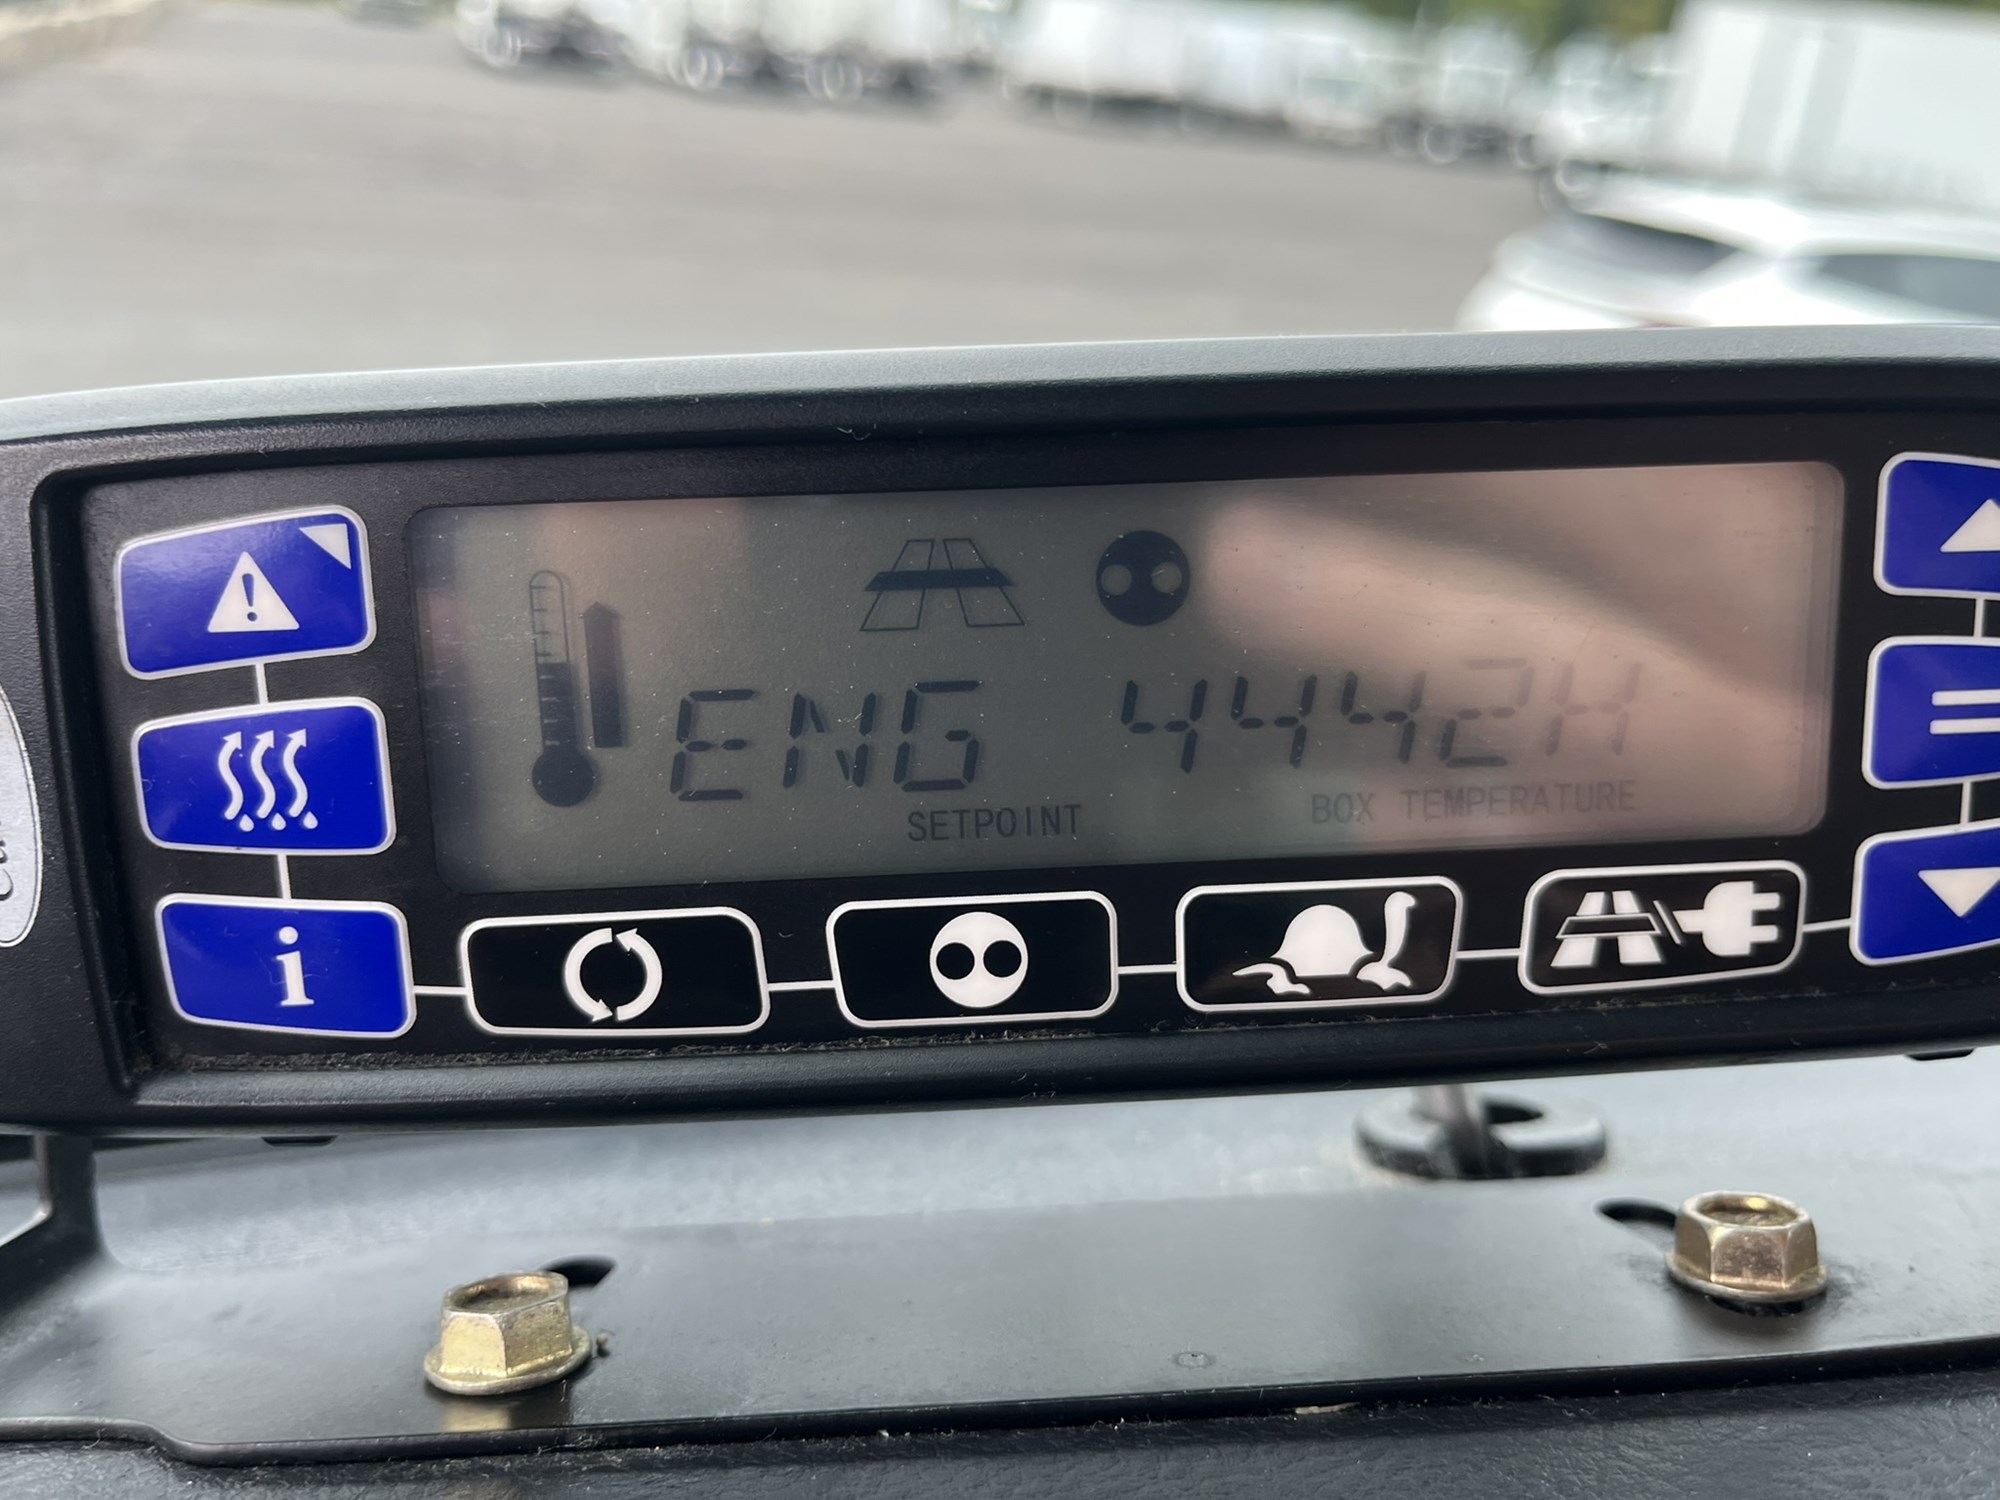 ENG 4442H
SETPOINT BOX TEMPERATURE
i